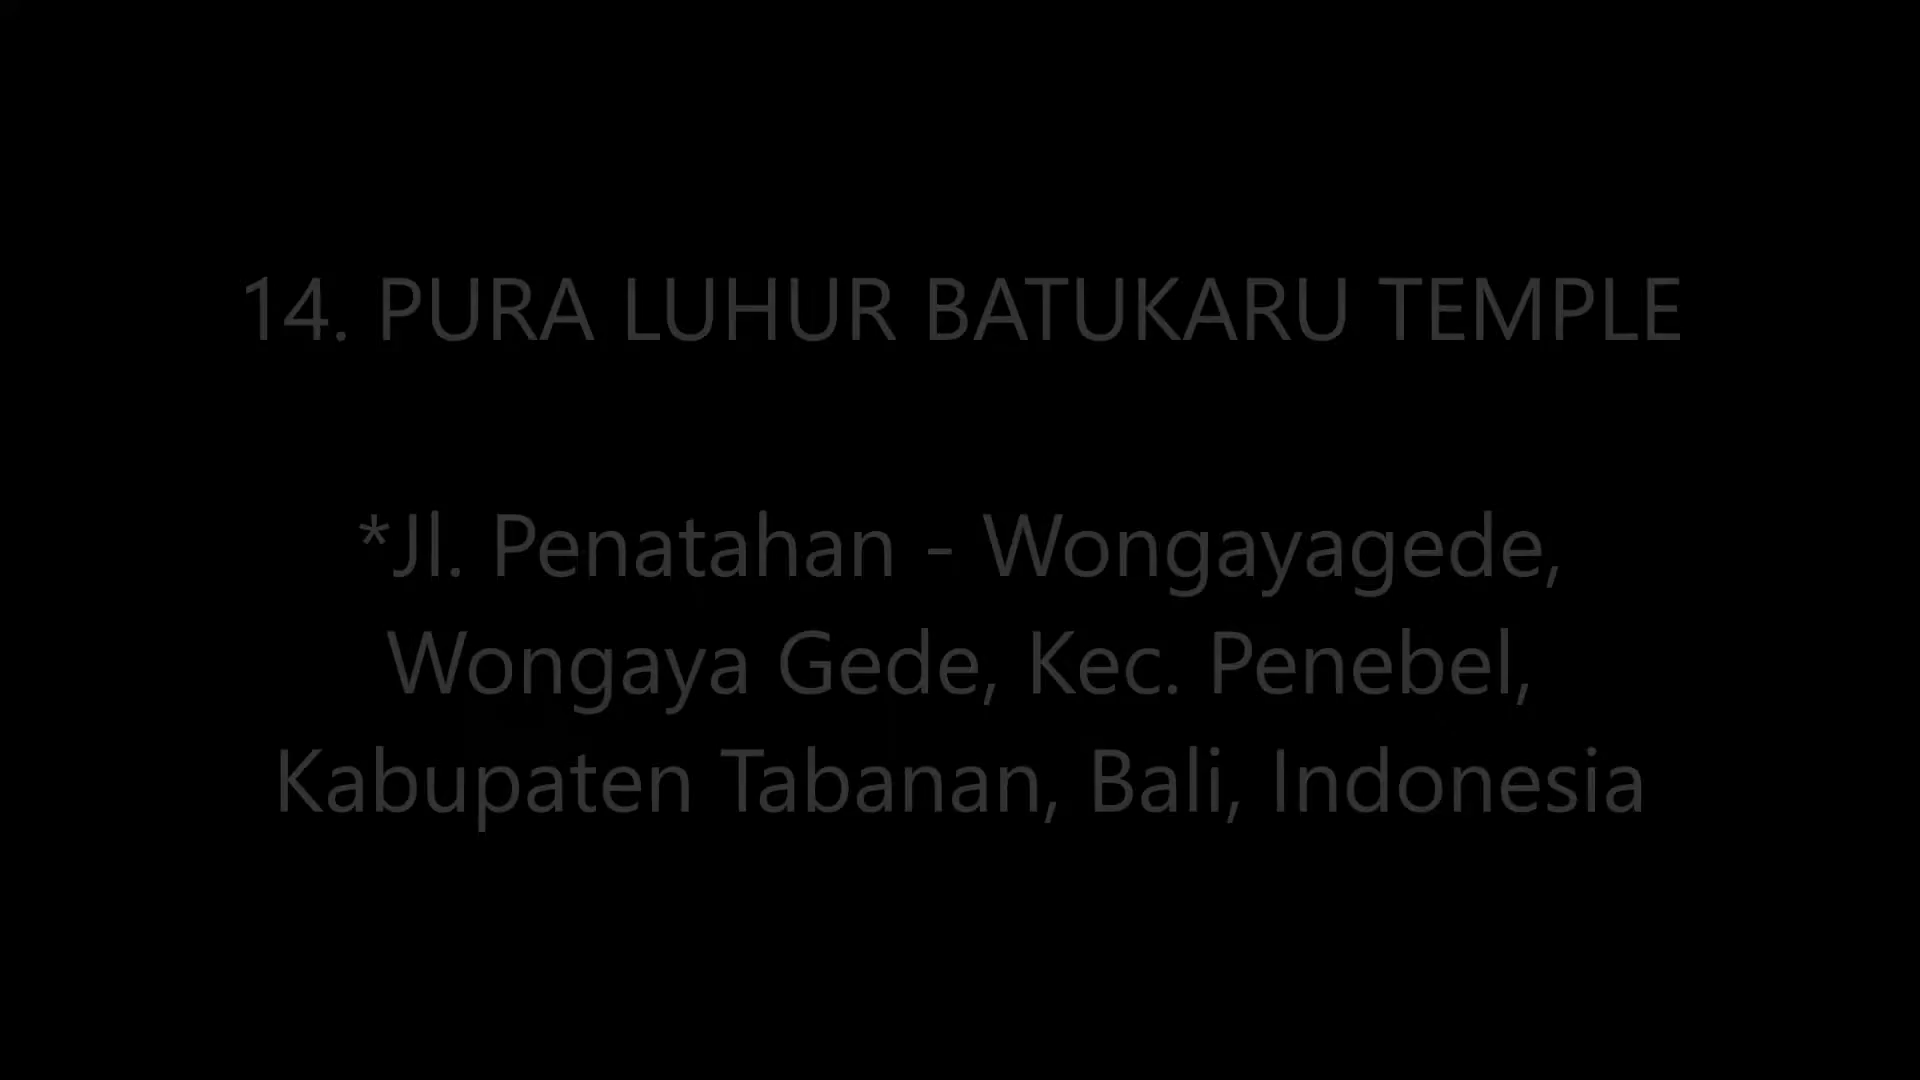 14. PURA LUHUR BATUKARU TEMPLE
*Jl. Penatahan - Wongayagede,
Wongaya Gede, Kec. Penebel,
Kabupaten Tabanan, Bali, Indonesia